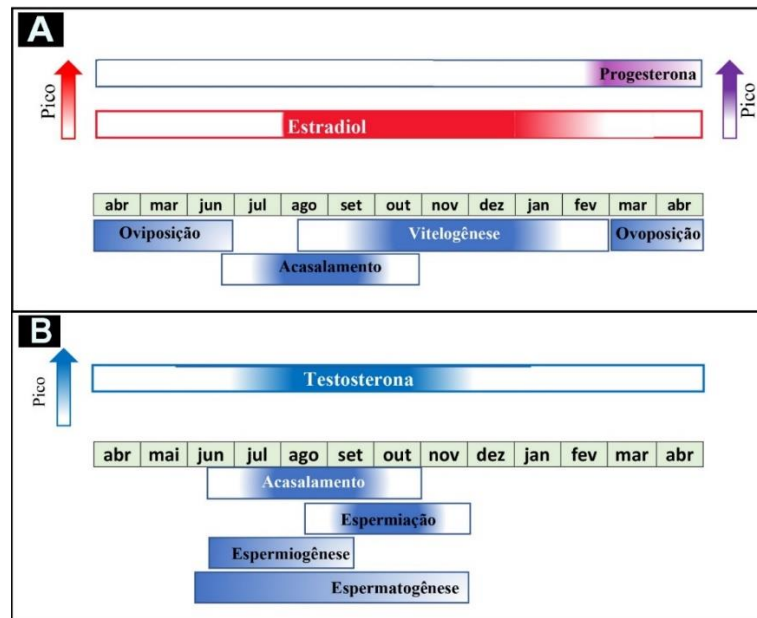 A
Pico
Progesterona
Pico
Estradiol
abr mar jun jul ago set out nov dez jan fev mar abr
Oviposição Vitelogênese Ovoposição
Acasalamento
B
Pico
Testosterona
abr mai jun jul ago set out nov dez jan fev mar abr
Acasalamento
Espermiação
Espermiogênese
Espermatogênese